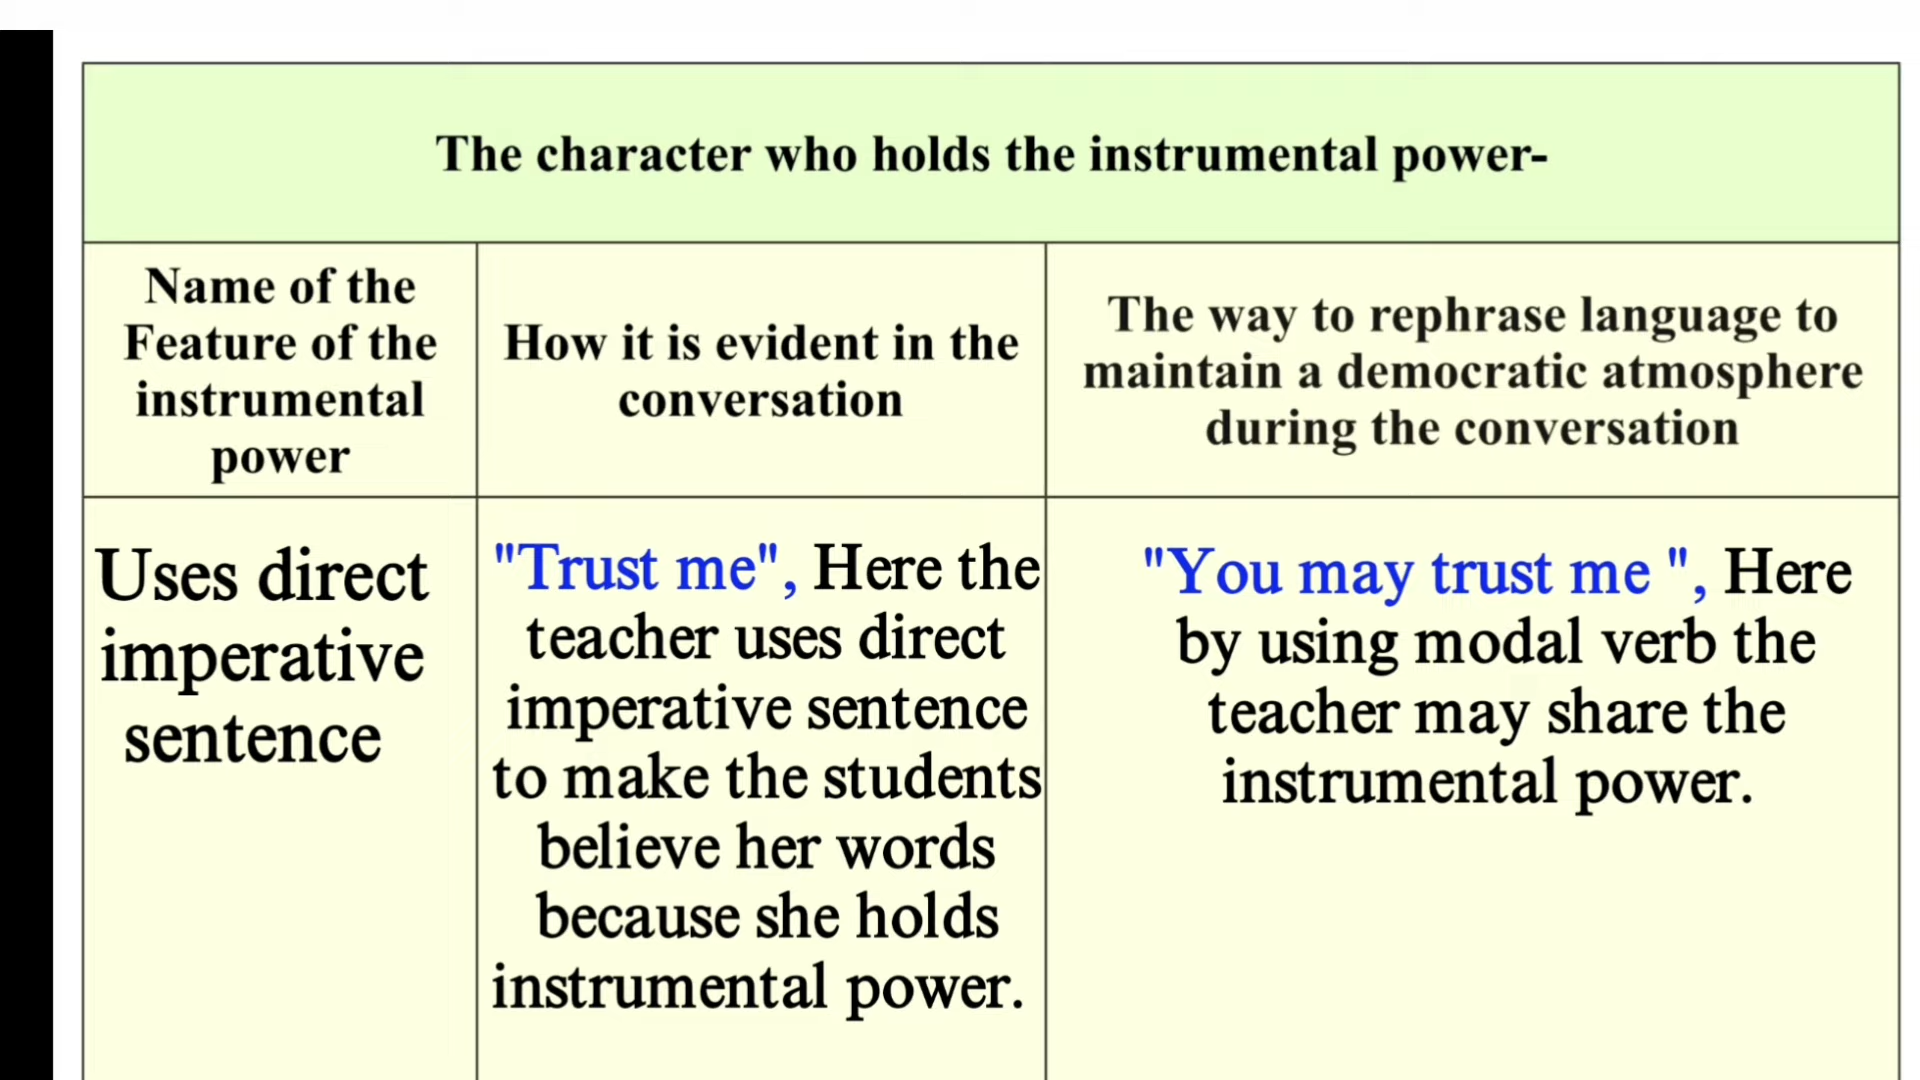 The character who holds the instrumental power-
Name of the
Feature of the
instrumental
power
How it is evident in the
conversation
The way to rephrase language to
maintain a democratic atmosphere
during the conversation
Uses direct
imperative
sentence
"Trust me", Here the
teacher uses direct
imperative sentence
to make the students
believe her words
because she holds
instrumental power.
"You may trust me ", Here
by using modal verb the
teacher may share the
instrumental power.